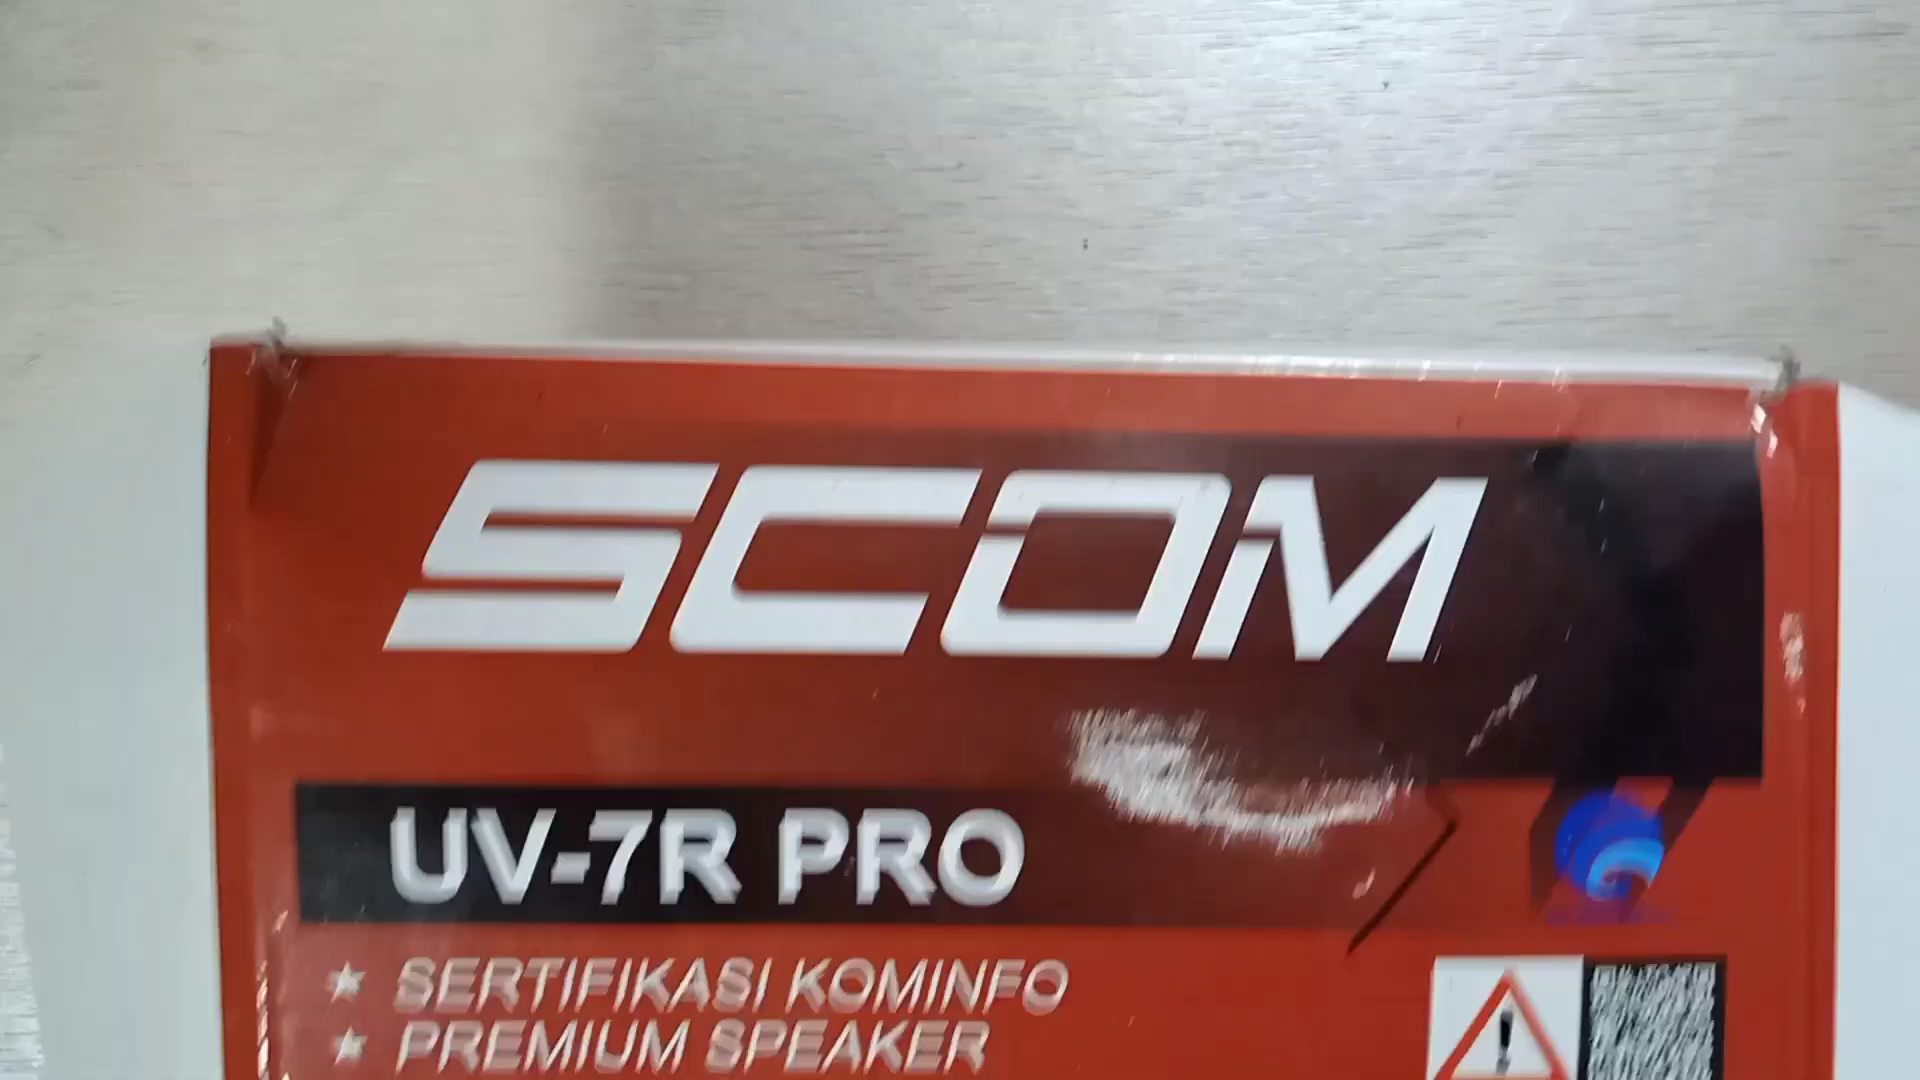 SCOM
UV-7R PRO
★ SERTIFIKASI KOMINFO
★ PREMIUM SPEAKER